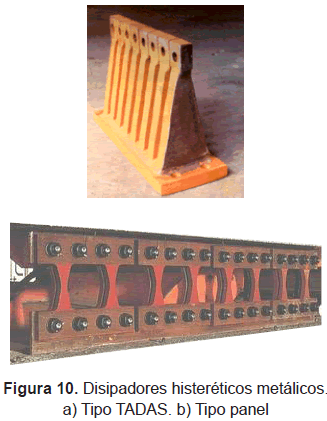 Figura 10. Disipadores histeréticos metálicos.
a) Tipo TADAS. b) Tipo panel